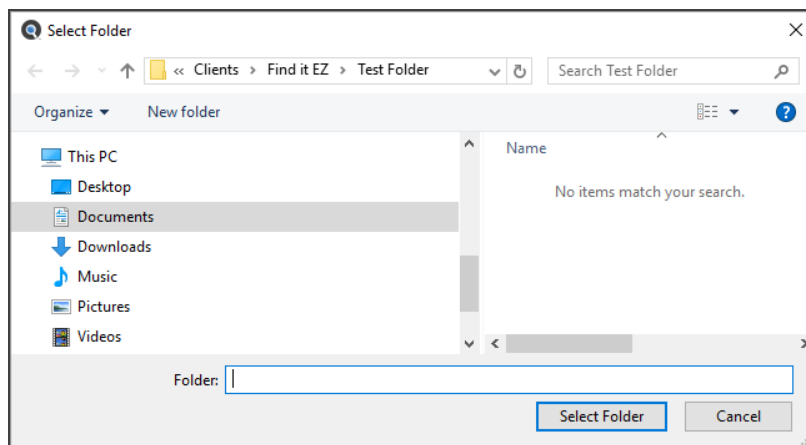 Select Folder
« Clients > Find it EZ > Test Folder
Search Test Folder
Organize
New folder
This PC
Desktop
Documents
Downloads
Music
Pictures
Videos
Name
No items match your search.
Folder:
Select Folder
Cancel